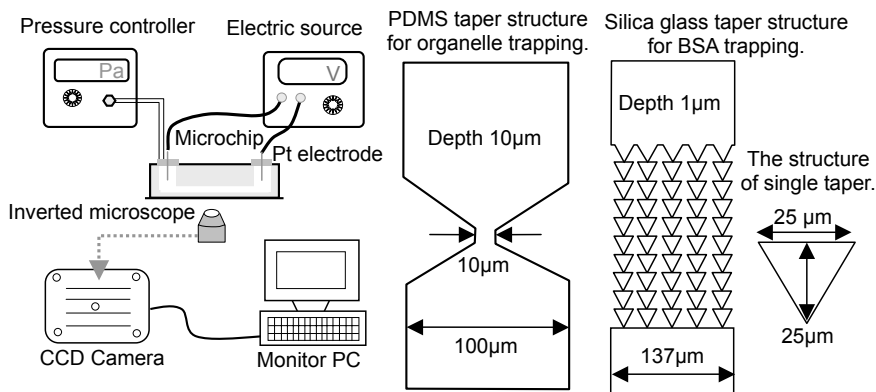 Pressure controller
Electric source
Pa
V
Microchip
Pt electrode
Inverted microscope
CCD Camera
Monitor PC
PDMS taper structure
for organelle trapping.
Depth 10μm
10μm
100μm
Silica glass taper structure
for BSA trapping.
Depth 1μm
137μm
The structure
of single taper.
25 μm
25μm